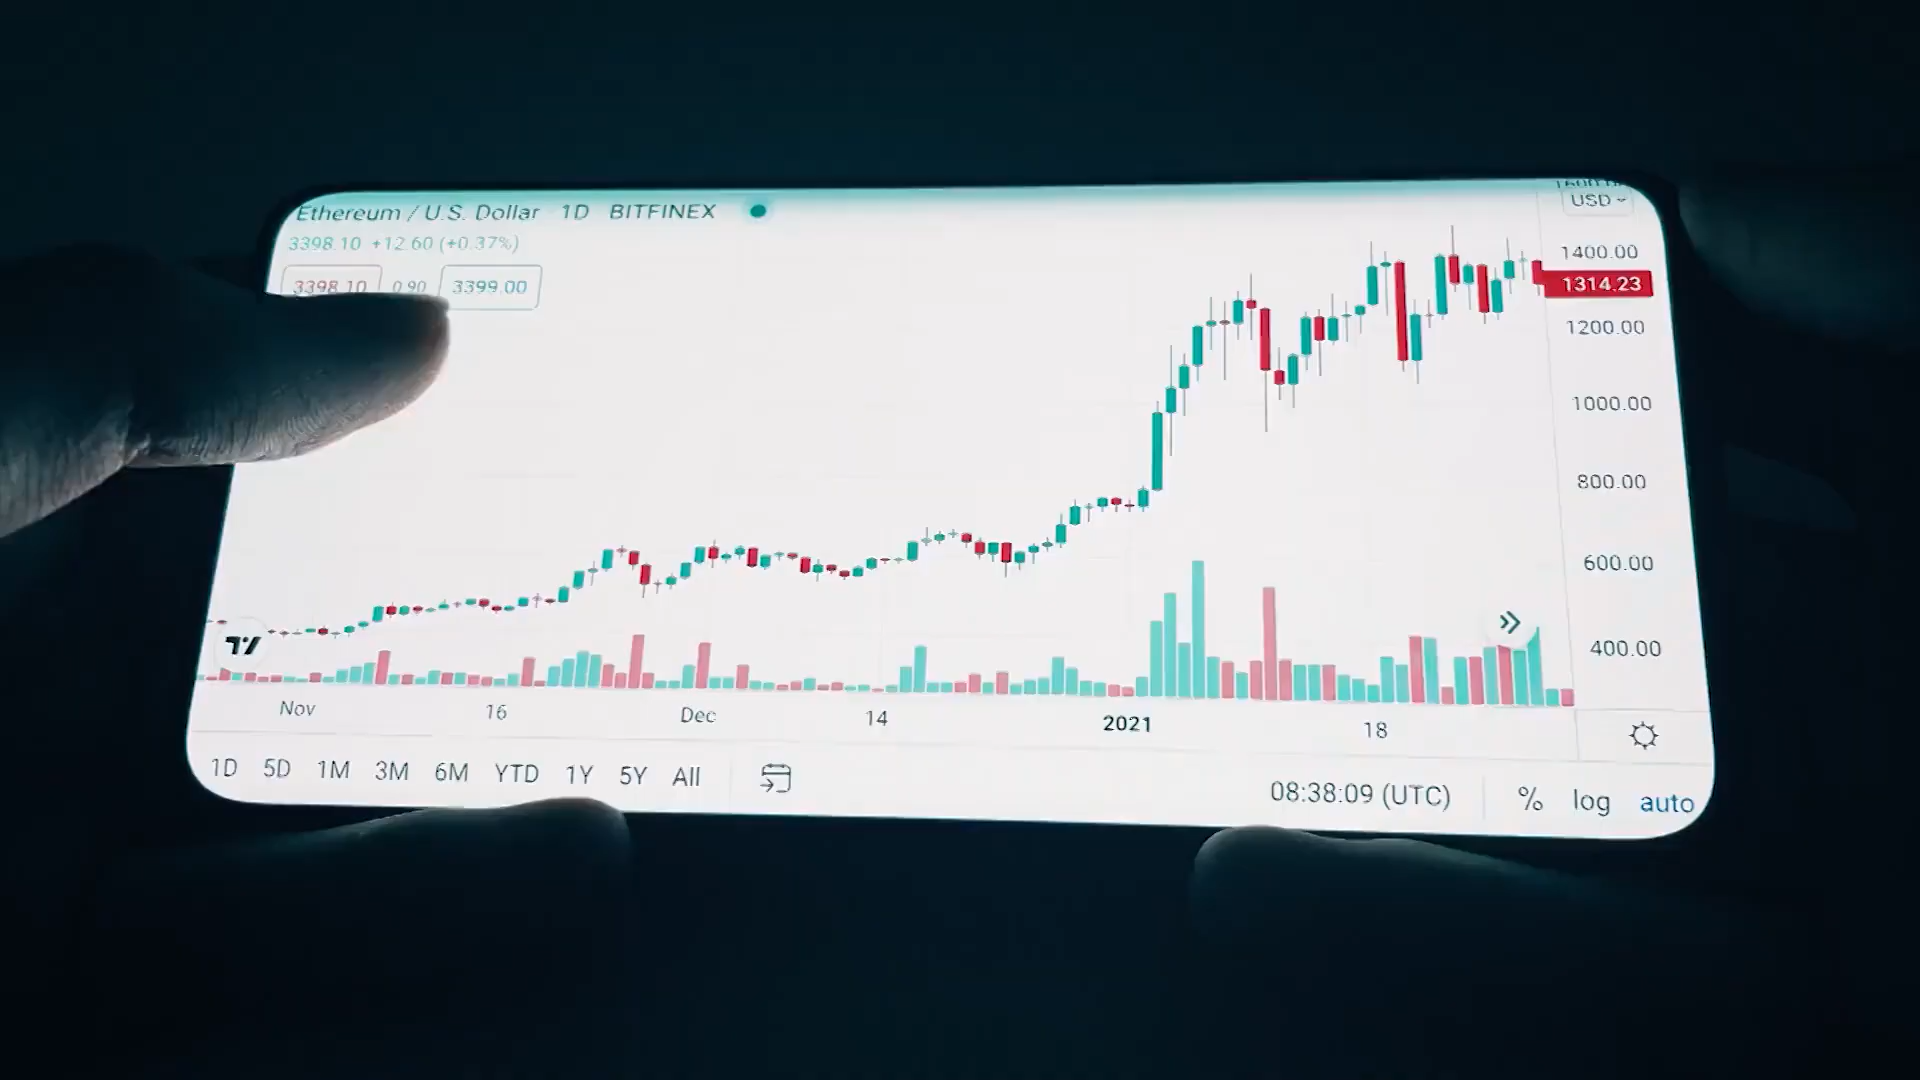 Ethereum / U.S. Dollar 1D BITFINEX
USD
3398.10 +12.60 (+0.37%)
3398.10 0.90 3399.00
1400.00
1314.23
1200.00
1000.00
800.00
600.00
400.00
Nov 16 Dec 14 2021 18
1D 5D 1M 3M 6M YTD 1Y 5Y All
08:38:09 (UTC) % log auto